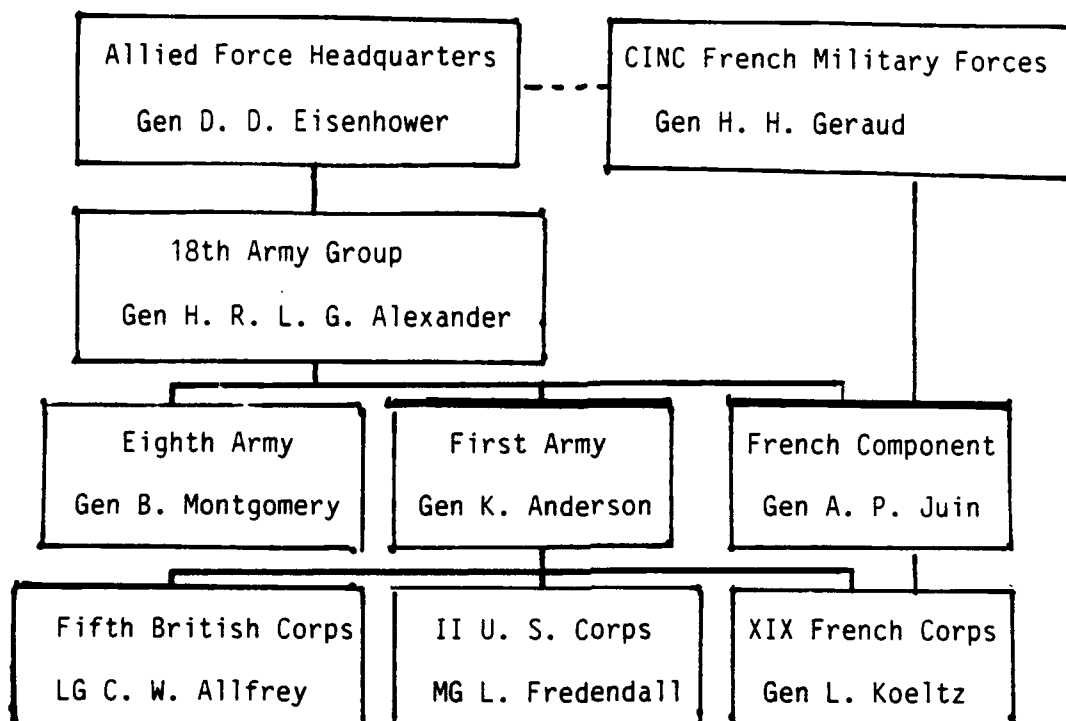 Allied Force Headquarters
Gen D. D. Eisenhower
CINC French Military Forces
Gen H. H. Geraud
18th Army Group
Gen H. R. L. G. Alexander
Eighth Army
Gen B. Montgomery
First Army
Gen K. Anderson
French Component
Gen A. P. Juin
Fifth British Corps
LG C. W. Allfrey
II U. S. Corps
MG L. Fredendall
XIX French Corps
Gen L. Koeltz